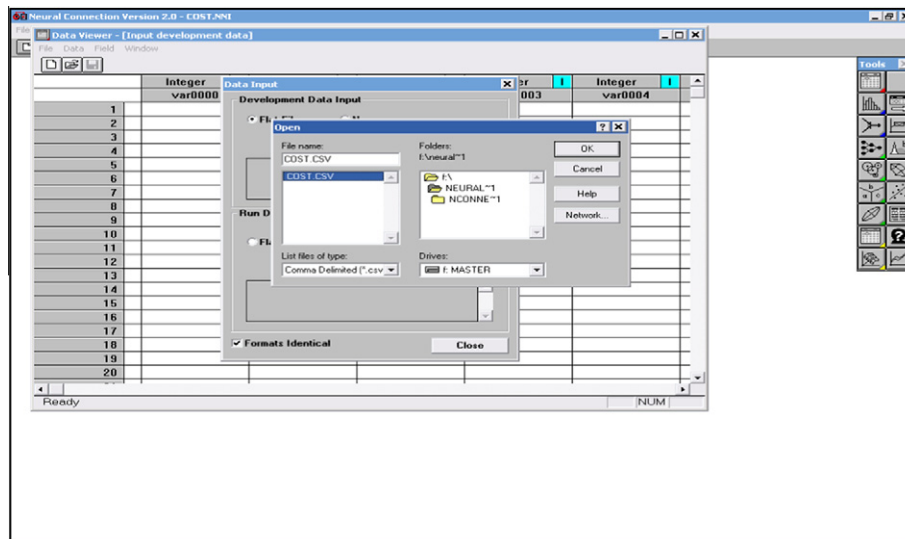 Neural Connection Version 2.0 - COST.NNI
Data Viewer - [Input development data]
File Data Field Window
Tools
Integer Data Input I Integer I
var0000 Development Data Input 003 var0004
1
2
Open
File name:
Folders:
COST.CSV
f:\neural~1
OK
COST.CSV
f:\
Cancel
NEURAL~1
NCONNE~1
Help
Network...
List files of type:
Drives:
Comma Delimited (*.csv
f: MASTER
3
4
5
6
7
8
9
10
11
12
13
14
15
16
17
18
19
20
Run D
Formats Identical
Close
Ready
NUM